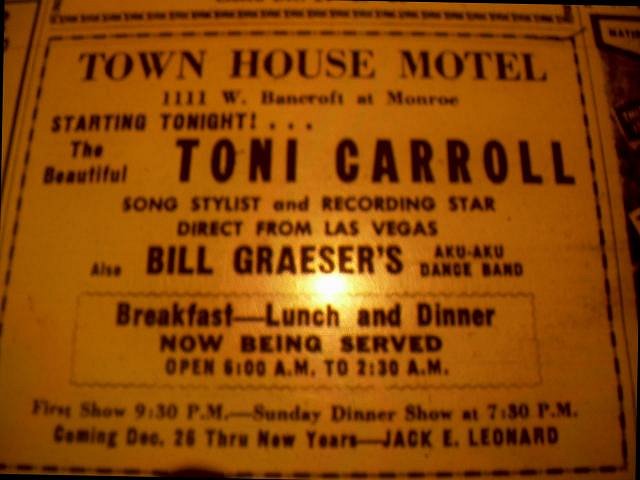 TOWN HOUSE MOTEL
1111 W. Bancroft at Monroe
STARTING TONIGHT! . . .
The Beautiful TONI CARROLL
SONG STYLIST and RECORDING STAR
DIRECT FROM LAS VEGAS
Also BILL GRAESER'S AKU-AKU DANCE BAND
Breakfast—Lunch and Dinner
NOW BEING SERVED
OPEN 6:00 A.M. TO 2:30 A.M.
First Show 9:30 P.M.—Sunday Dinner Show at 7:30 P.M.
Coming Dec. 26 Thru New Years—JACK E. LEONARD